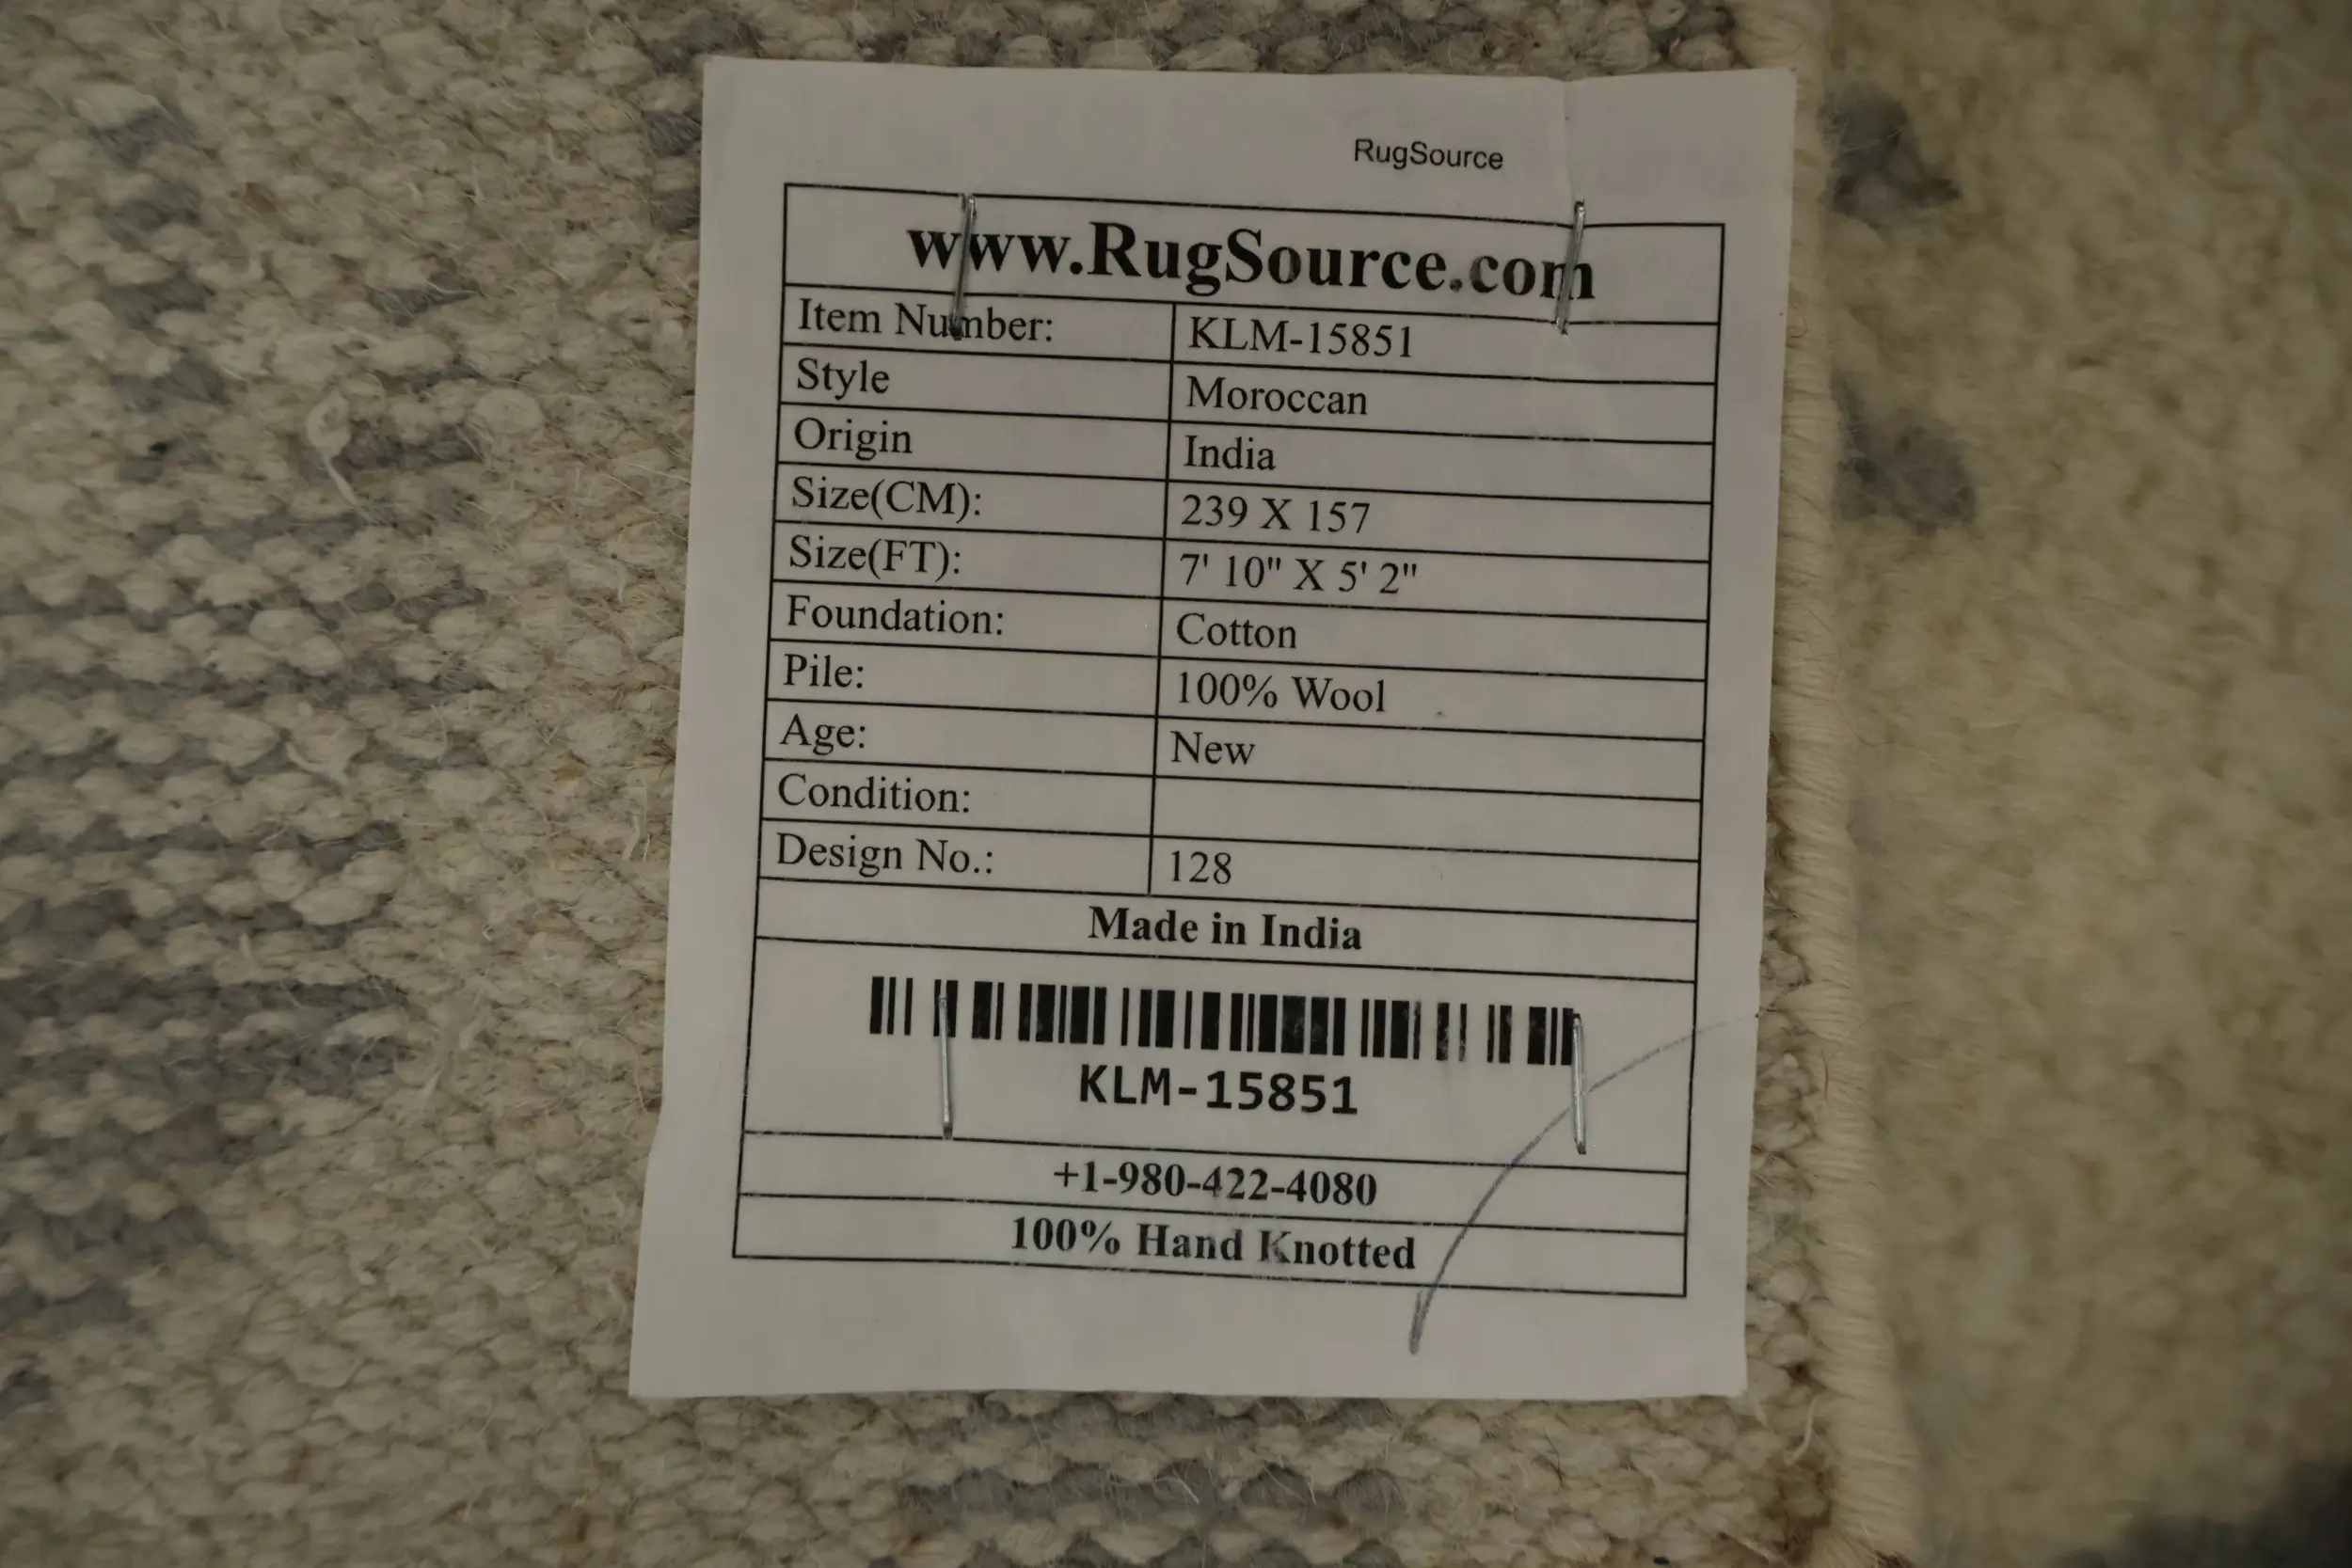 RugSource
www.RugSource.com
Item Number: KLM-15851
Style Moroccan
Origin India
Size(CM): 239 X 157
Size(FT): 7' 10" X 5' 2"
Foundation: Cotton
Pile: 100% Wool
Age: New
Condition:
Design No.: 128
Made in India
KLM-15851
+1-980-422-4080
100% Hand Knotted